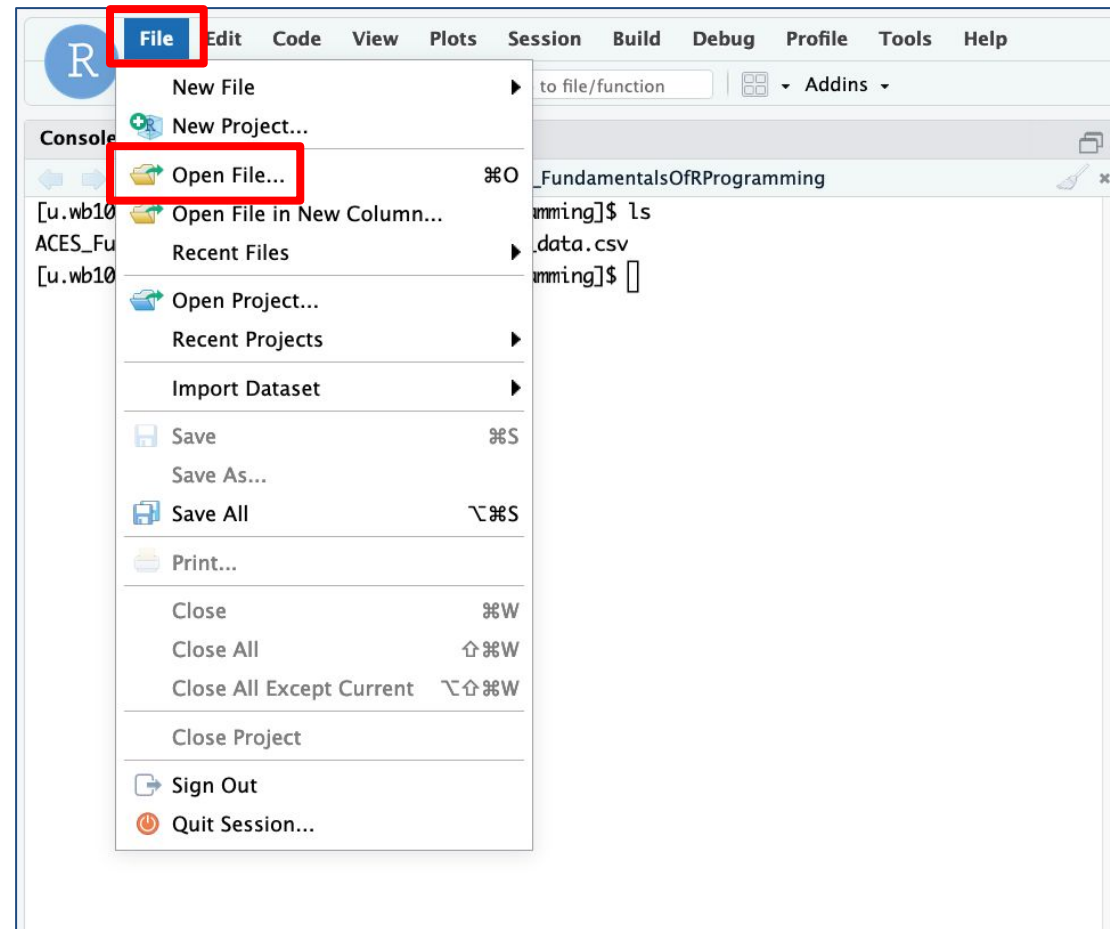 R File Edit Code View Plots Session Build Debug Profile Tools Help
New File to file/function Addins
New Project...
Console
Open File... ⌘O _FundamentalsOfRProgramming
[u.wb10 Open File in New Column... mming]$ ls
ACES_Fu Recent Files _data.csv
[u.wb10 mming]$
Open Project...
Recent Projects
Import Dataset
Save ⌘S
Save As...
Save All ⌥⌘S
Print...
Close ⌘W
Close All ⇧⌘W
Close All Except Current ⌥⇧⌘W
Close Project
Sign Out
Quit Session...